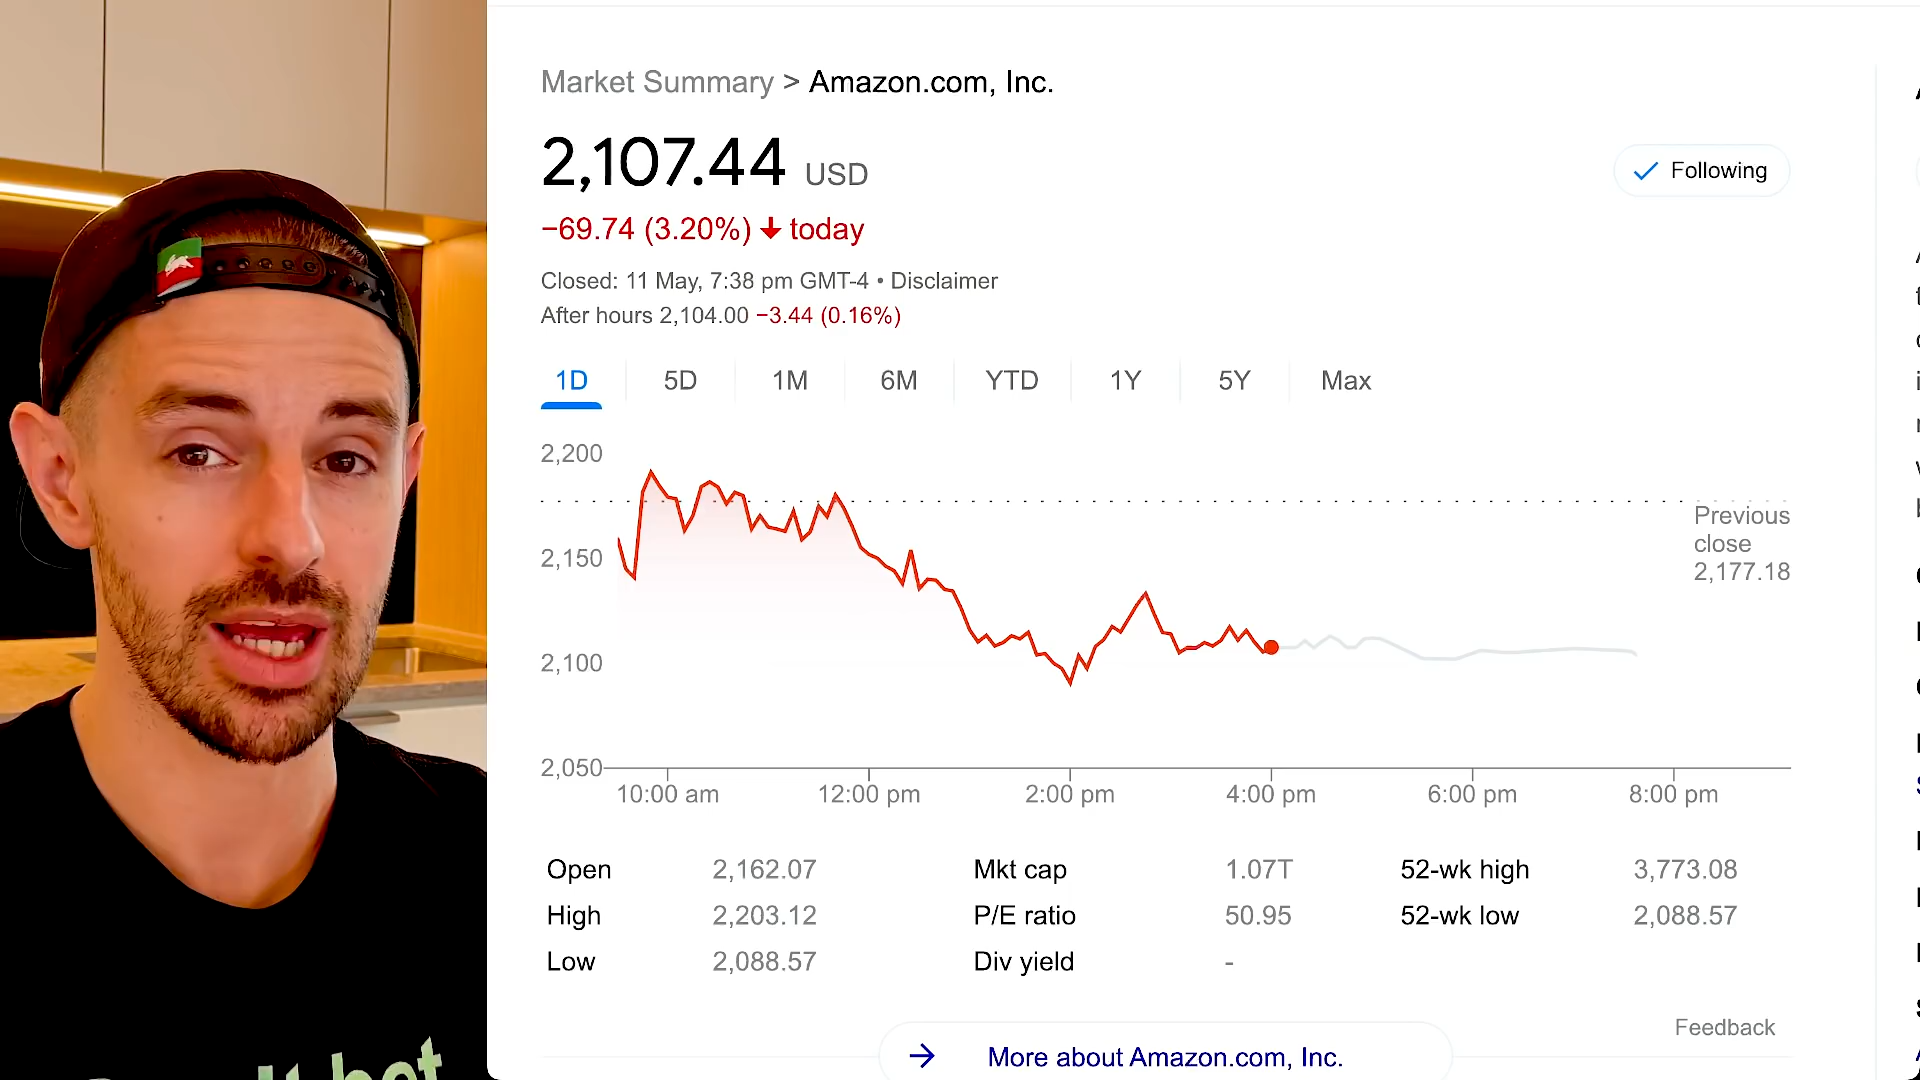 Market Summary > Amazon.com, Inc.
2,107.44 USD
Following
−69.74 (3.20%) ↓ today
Closed: 11 May, 7:38 pm GMT-4 • Disclaimer
After hours 2,104.00 −3.44 (0.16%)
1D 5D 1M 6M YTD 1Y 5Y Max
2,200
2,150
2,100
2,050
Previous
close
2,177.18
10:00 am 12:00 pm 2:00 pm 4:00 pm 6:00 pm 8:00 pm
Open 2,162.07 Mkt cap 1.07T 52-wk high 3,773.08
High 2,203.12 P/E ratio 50.95 52-wk low 2,088.57
Low 2,088.57 Div yield -
Feedback
More about Amazon.com, Inc.